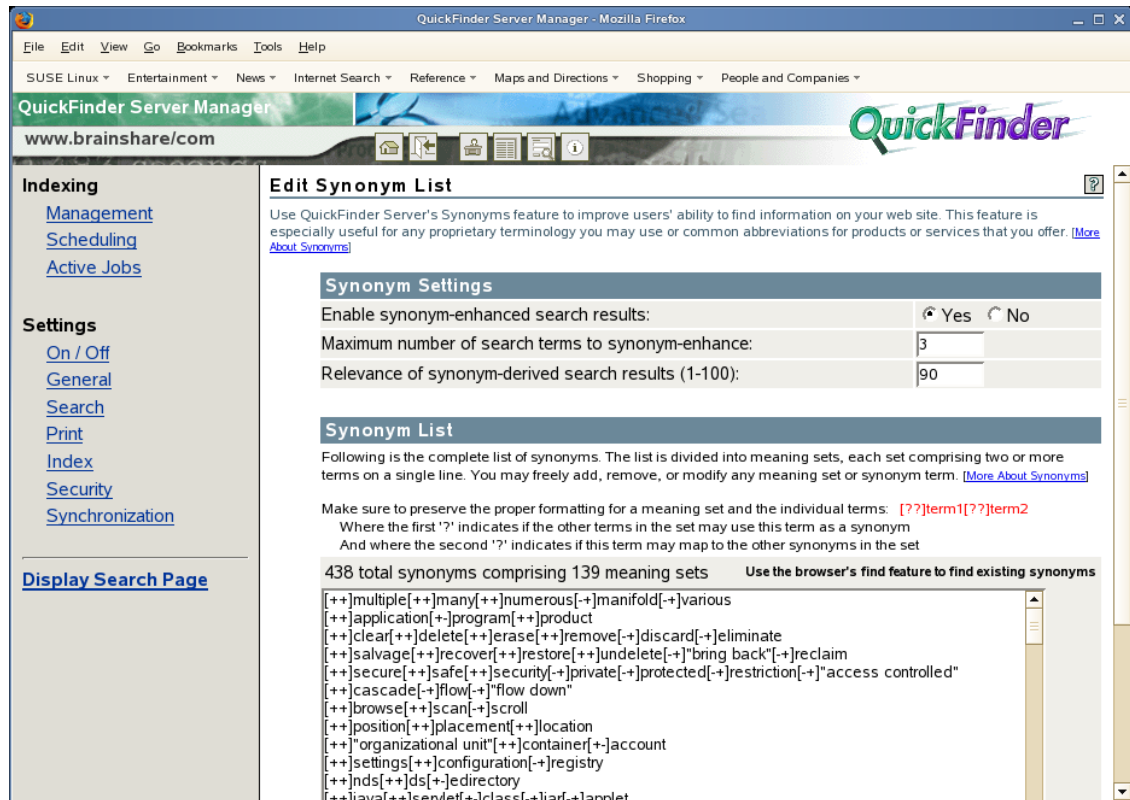 QuickFinder Server Manager - Mozilla Firefox
File Edit View Go Bookmarks Tools Help
SUSE Linux Entertainment News Internet Search Reference Maps and Directions Shopping People and Companies
QuickFinder Server Manager
www.brainshare/com
QuickFinder
Indexing
Management
Scheduling
Active Jobs
Settings
On / Off
General
Search
Print
Index
Security
Synchronization
Display Search Page
Edit Synonym List
Use QuickFinder Server's Synonyms feature to improve users' ability to find information on your web site. This feature is
especially useful for any proprietary terminology you may use or common abbreviations for products or services that you offer. [More
About Synonyms]
Synonym Settings
Enable synonym-enhanced search results: Yes No
Maximum number of search terms to synonym-enhance: 3
Relevance of synonym-derived search results (1-100): 90
Synonym List
Following is the complete list of synonyms. The list is divided into meaning sets, each set comprising two or more
terms on a single line. You may freely add, remove, or modify any meaning set or synonym term. [More About Synonyms]
Make sure to preserve the proper formatting for a meaning set and the individual terms: [??]term1[??]term2
Where the first '?' indicates if the other terms in the set may use this term as a synonym
And where the second '?' indicates if this term may map to the other synonyms in the set
438 total synonyms comprising 139 meaning sets Use the browser's find feature to find existing synonyms
[++]multiple[++]many[++]numerous[-+]manifold[-+]various
[++]application[+-]program[++]product
[++]clear[++]delete[++]erase[++]remove[-+]discard[-+]eliminate
[++]salvage[++]recover[++]restore[++]undelete[-+]"bring back"[-+]reclaim
[++]secure[++]safe[++]security[-+]private[-+]protected[-+]restriction[-+]"access controlled"
[++]cascade[-+]flow[-+]"flow down"
[++]browse[++]scan[-+]scroll
[++]position[++]placement[++]location
[++]"organizational unit"[++]container[+-]account
[++]settings[++]configuration[-+]registry
[++]nds[++]ds[+-]edirectory
[++]java[++]servlet[+-]class[-+]jar[-+]applet